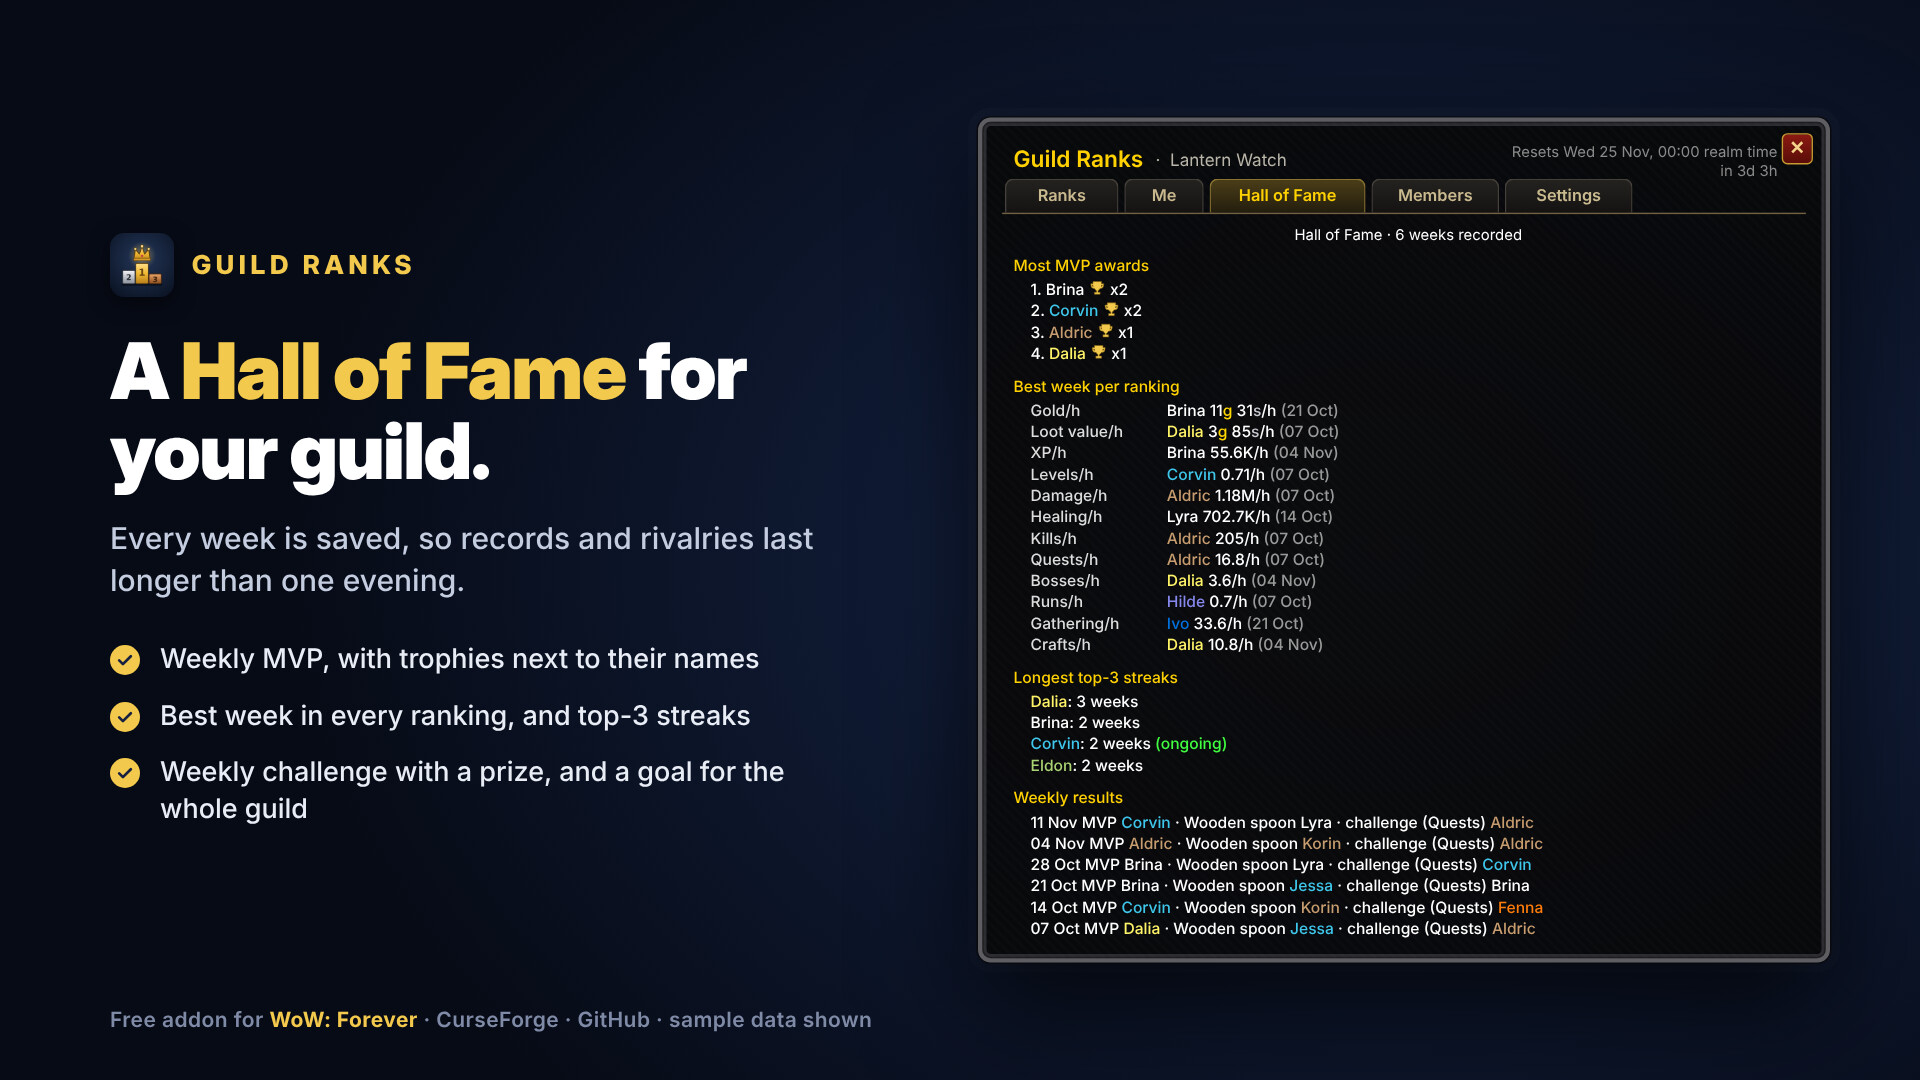 GUILD RANKS
A Hall of Fame for
your guild.
Every week is saved, so records and rivalries last
longer than one evening.
Weekly MVP, with trophies next to their names
Best week in every ranking, and top-3 streaks
Weekly challenge with a prize, and a goal for the
whole guild
Free addon for WoW: Forever · CurseForge · GitHub · sample data shown
Guild Ranks · Lantern Watch
Resets Wed 25 Nov, 00:00 realm time
in 3d 3h
Ranks Me Hall of Fame Members Settings
Hall of Fame · 6 weeks recorded
Most MVP awards
1. Brina x2
2. Corvin x2
3. Aldric x1
4. Dalia x1
Best week per ranking
Gold/h Brina 11g 31s/h (21 Oct)
Loot value/h Dalia 3g 85s/h (07 Oct)
XP/h Brina 55.6K/h (04 Nov)
Levels/h Corvin 0.71/h (07 Oct)
Damage/h Aldric 1.18M/h (07 Oct)
Healing/h Lyra 702.7K/h (14 Oct)
Kills/h Aldric 205/h (07 Oct)
Quests/h Aldric 16.8/h (07 Oct)
Bosses/h Dalia 3.6/h (04 Nov)
Runs/h Hilde 0.7/h (07 Oct)
Gathering/h Ivo 33.6/h (21 Oct)
Crafts/h Dalia 10.8/h (04 Nov)
Longest top-3 streaks
Dalia: 3 weeks
Brina: 2 weeks
Corvin: 2 weeks (ongoing)
Eldon: 2 weeks
Weekly results
11 Nov MVP Corvin · Wooden spoon Lyra · challenge (Quests) Aldric
04 Nov MVP Aldric · Wooden spoon Korin · challenge (Quests) Aldric
28 Oct MVP Brina · Wooden spoon Lyra · challenge (Quests) Corvin
21 Oct MVP Brina · Wooden spoon Jessa · challenge (Quests) Brina
14 Oct MVP Corvin · Wooden spoon Korin · challenge (Quests) Fenna
07 Oct MVP Dalia · Wooden spoon Jessa · challenge (Quests) Aldric